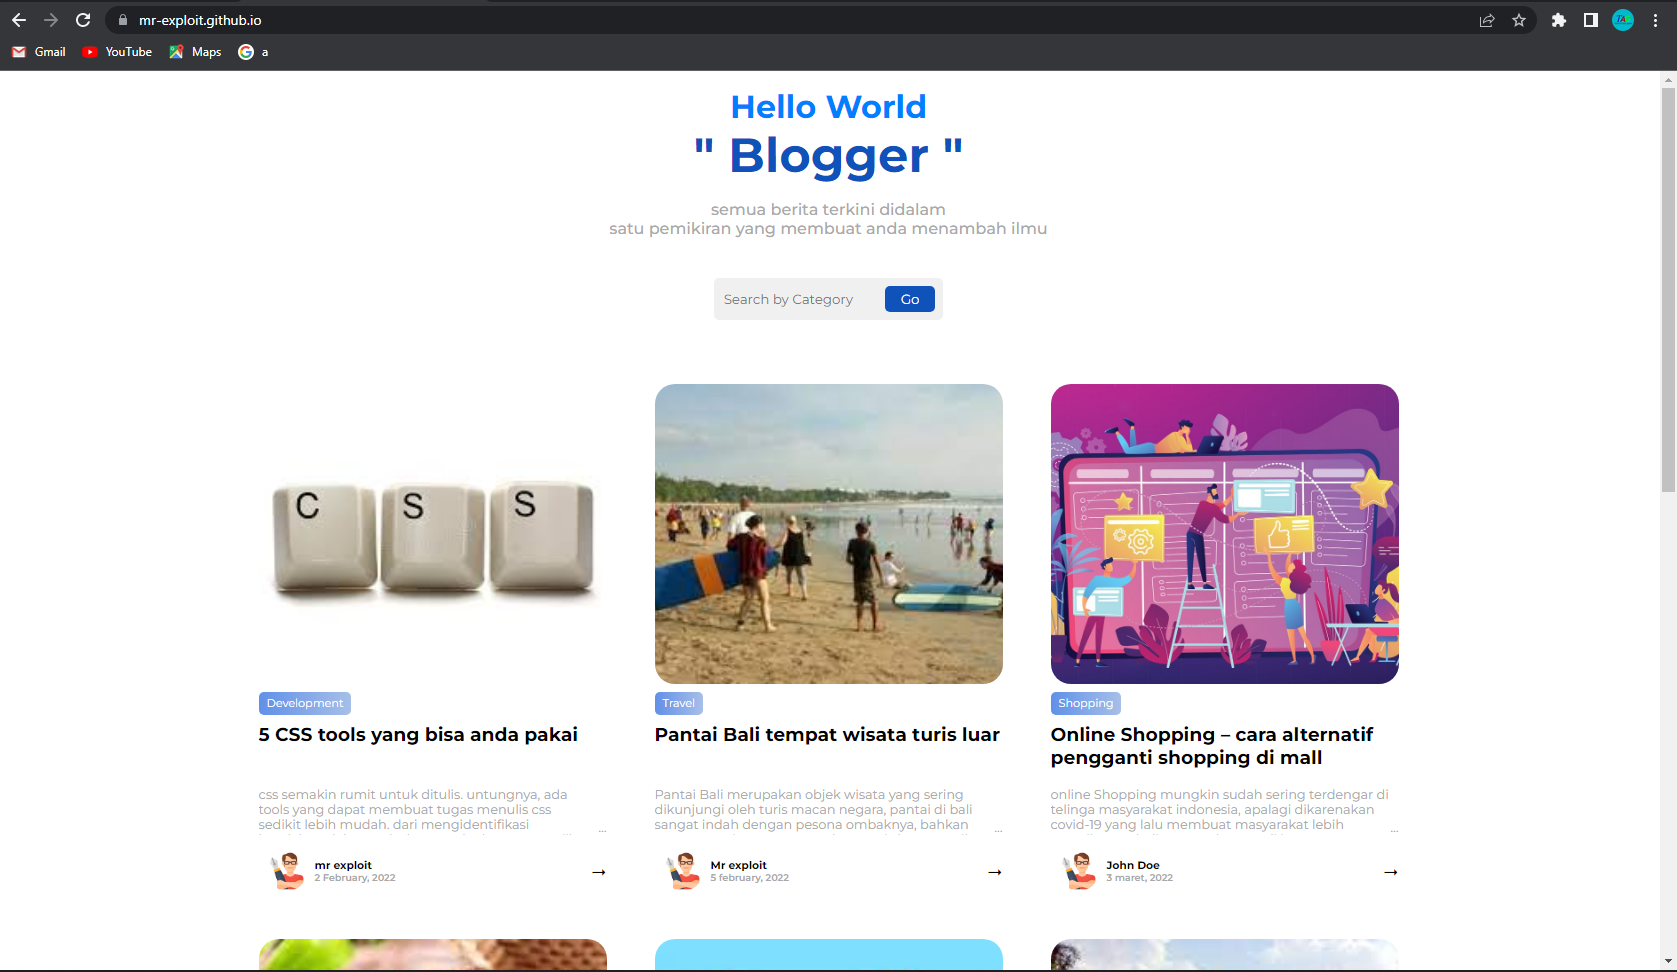 mr-exploit.github.io
Gmail YouTube Maps a
Hello World
" Blogger "
semua berita terkini didalam
satu pemikiran yang membuat anda menambah ilmu
Search by Category Go
C S S
Development
5 CSS tools yang bisa anda pakai
css semakin rumit untuk ditulis. untungnya, ada
tools yang dapat membuat tugas menulis css
sedikit lebih mudah. dari mengidentifikasi
...
mr exploit
2 February, 2022
→
Travel
Pantai Bali tempat wisata turis luar
Pantai Bali merupakan objek wisata yang sering
dikunjungi oleh turis macan negara, pantai di bali
sangat indah dengan pesona ombaknya, bahkan
...
Mr exploit
5 february, 2022
→
Shopping
Online Shopping – cara alternatif
pengganti shopping di mall
online Shopping mungkin sudah sering terdengar di
telinga masyarakat indonesia, apalagi dikarenakan
covid-19 yang lalu membuat masyarakat lebih
...
John Doe
3 maret, 2022
→